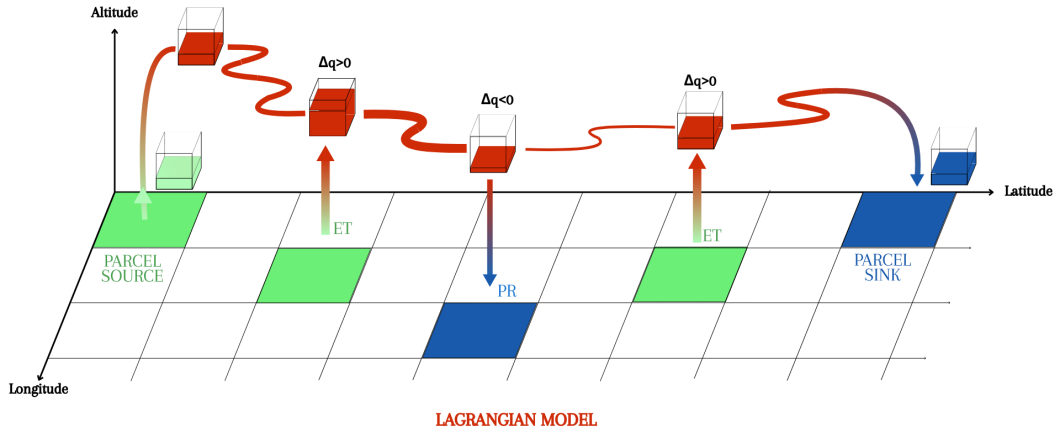 Altitude
Δq>0
Δq<0
Δq>0
Latitude
ET
ET
PARCEL
SOURCE
PARCEL
SINK
PR
Longitude
LAGRANGIAN MODEL